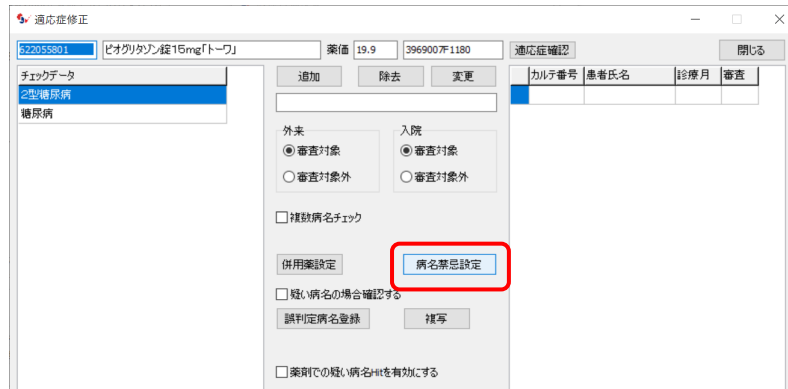 適応症修正
622055801 ピオグリタゾン錠15mg「トーワ」 薬価 19.9 3969007F1180 適応症確認 閉じる
チェックデータ 追加 除去 変更 カルテ番号 患者氏名 診療月 審査
2型糖尿病
糖尿病
外来 入院
審査対象 審査対象
審査対象外 審査対象外
複数病名チェック
併用薬設定 病名禁忌設定
疑い病名の場合確認する
誤判定病名登録 複写
薬剤での疑い病名Hitを有効にする